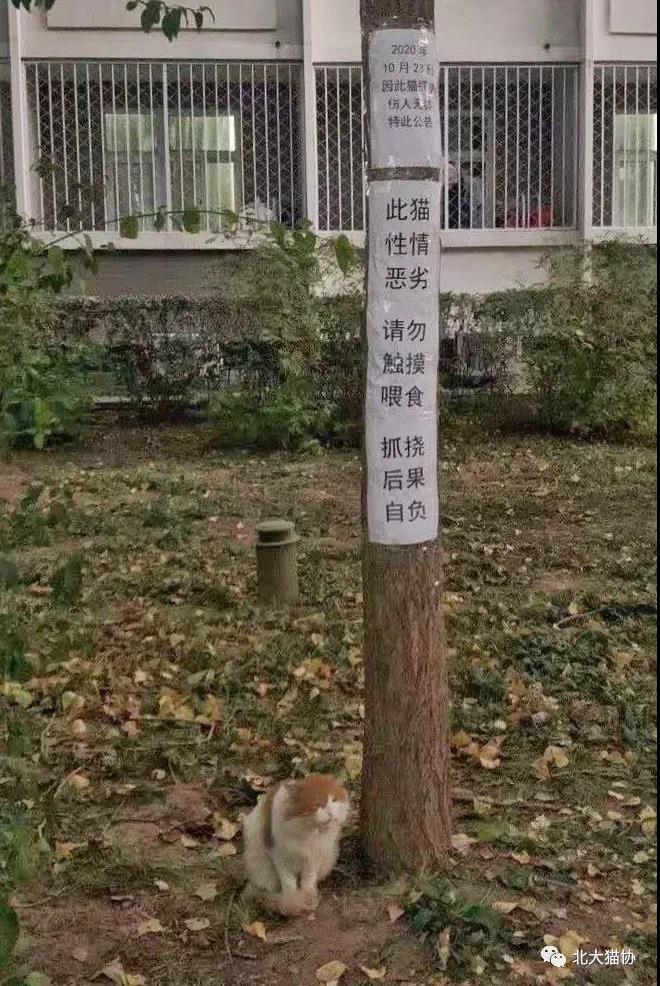 2020年
10月23日
因此猫
伤人无
特此公告
此猫
性情
恶劣
请勿
触摸
喂食
抓挠
后果
自负
北大猫协